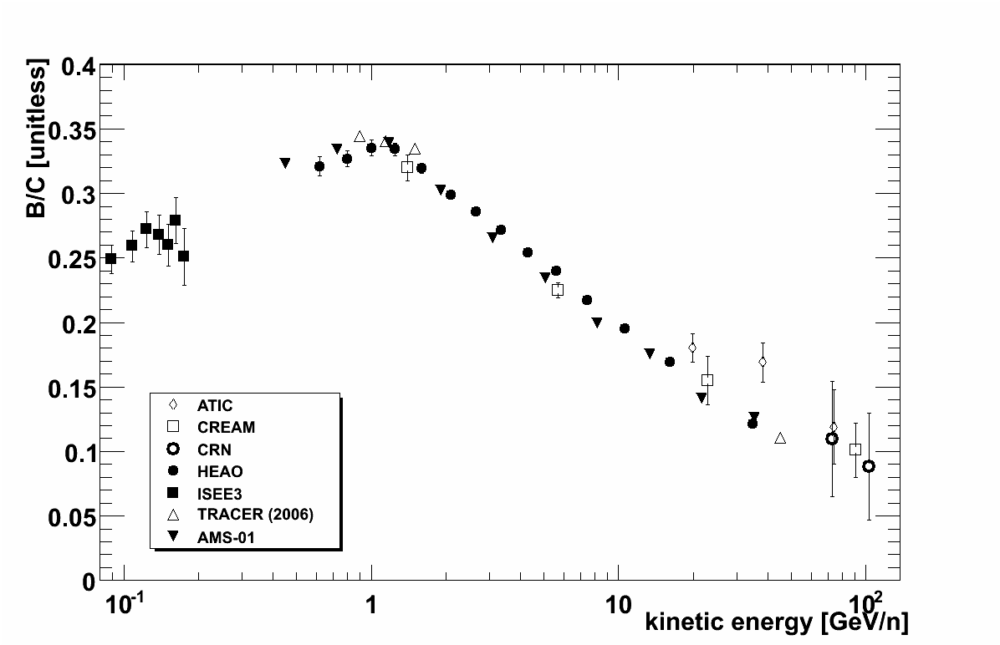 B/C [unitless]
0.4
0.35
0.3
0.25
0.2
0.15
0.1
0.05
0
ATIC
CREAM
CRN
HEAO
ISEE3
TRACER (2006)
AMS-01
10-1
1
10
102
kinetic energy [GeV/n]